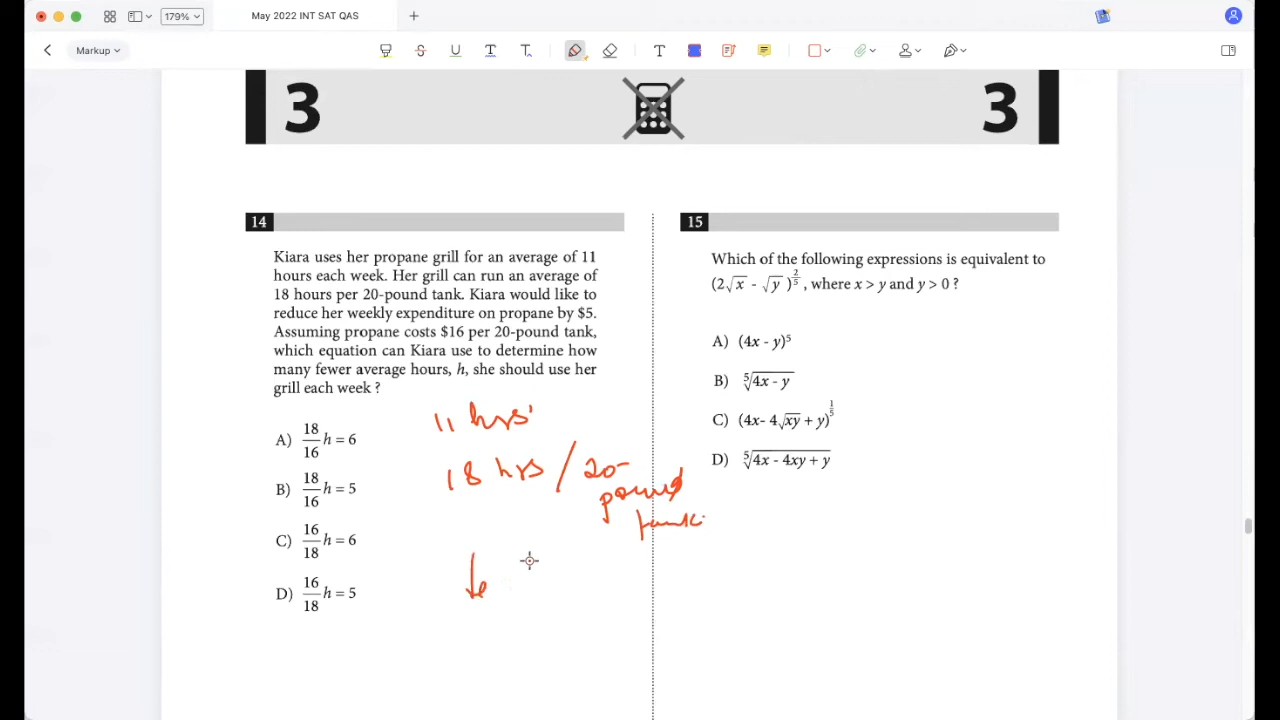 179%
May 2022 INT SAT QAS
Markup
3
3
14
Kiara uses her propane grill for an average of 11
hours each week. Her grill can run an average of
18 hours per 20-pound tank. Kiara would like to
reduce her weekly expenditure on propane by $5.
Assuming propane costs $16 per 20-pound tank,
which equation can Kiara use to determine how
many fewer average hours, h, she should use her
grill each week ?
A) 18/16 h = 6
B) 18/16 h = 5
C) 16/18 h = 6
D) 16/18 h = 5
11 hrs
18 hrs / 20-
pound
tank
15
Which of the following expressions is equivalent to
(2√x - √y)^(2/5), where x > y and y > 0 ?
A) (4x - y)⁵
B) ⁵√(4x - y)
C) (4x- 4√(xy) + y)^(1/5)
D) ⁵√(4x - 4xy + y)